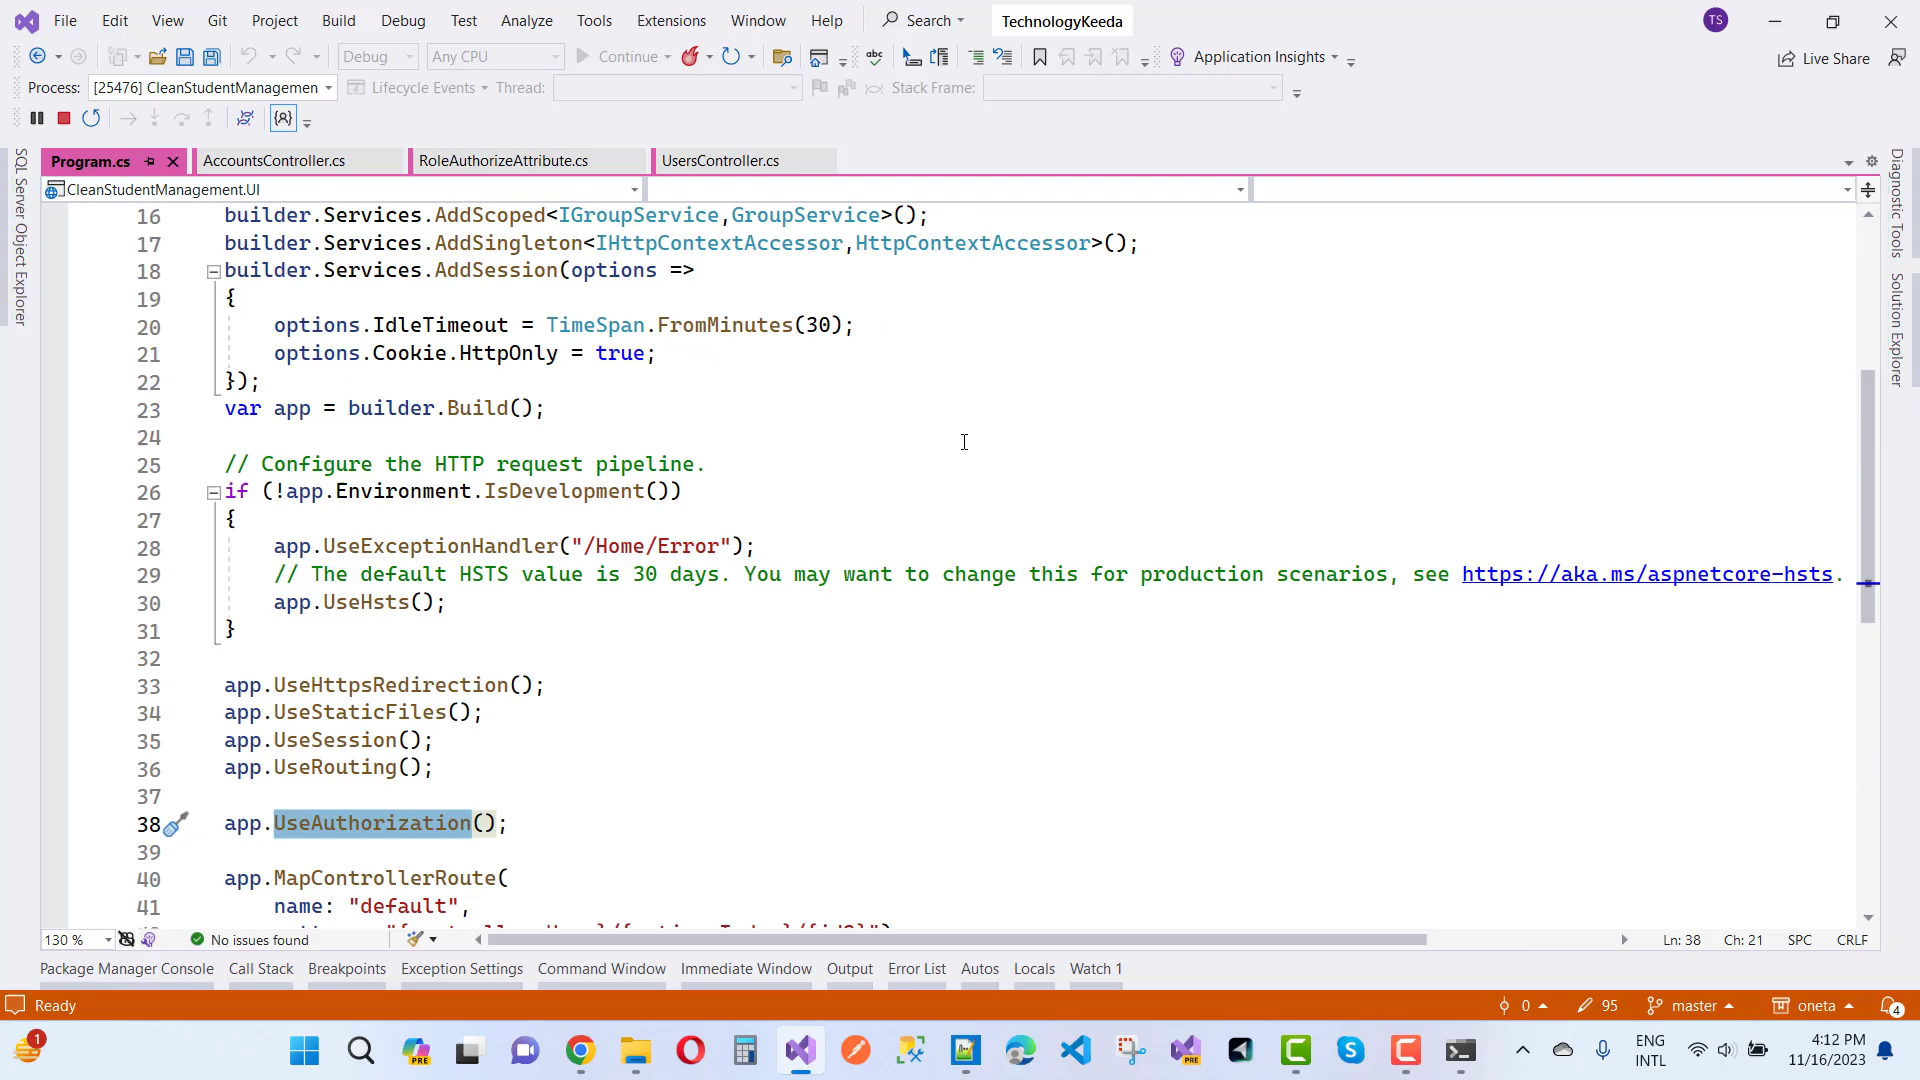 File Edit View Git Project Build Debug Test Analyze Tools Extensions Window Help Search TechnologyKeeda TS
Debug Any CPU Continue Application Insights Live Share
Process: [25476] CleanStudentManagemen Lifecycle Events Thread: Stack Frame:
Program.cs AccountsController.cs RoleAuthorizeAttribute.cs UsersController.cs
CleanStudentManagement.UI
SQL Server Object Explorer
Diagnostic Tools
Solution Explorer
16 builder.Services.AddScoped<IGroupService,GroupService>();
17 builder.Services.AddSingleton<IHttpContextAccessor,HttpContextAccessor>();
18 builder.Services.AddSession(options =>
19 {
20 options.IdleTimeout = TimeSpan.FromMinutes(30);
21 options.Cookie.HttpOnly = true;
22 });
23 var app = builder.Build();
24
25 // Configure the HTTP request pipeline.
26 if (!app.Environment.IsDevelopment())
27 {
28 app.UseExceptionHandler("/Home/Error");
29 // The default HSTS value is 30 days. You may want to change this for production scenarios, see https://aka.ms/aspnetcore-hsts.
30 app.UseHsts();
31 }
32
33 app.UseHttpsRedirection();
34 app.UseStaticFiles();
35 app.UseSession();
36 app.UseRouting();
37
38 app.UseAuthorization();
39
40 app.MapControllerRoute(
41 name: "default",
130 % No issues found Ln: 38 Ch: 21 SPC CRLF
Package Manager Console Call Stack Breakpoints Exception Settings Command Window Immediate Window Output Error List Autos Locals Watch 1
Ready 0 95 master oneta 4
1 PRE PRE ENG 4:12 PM
INTL 11/16/2023